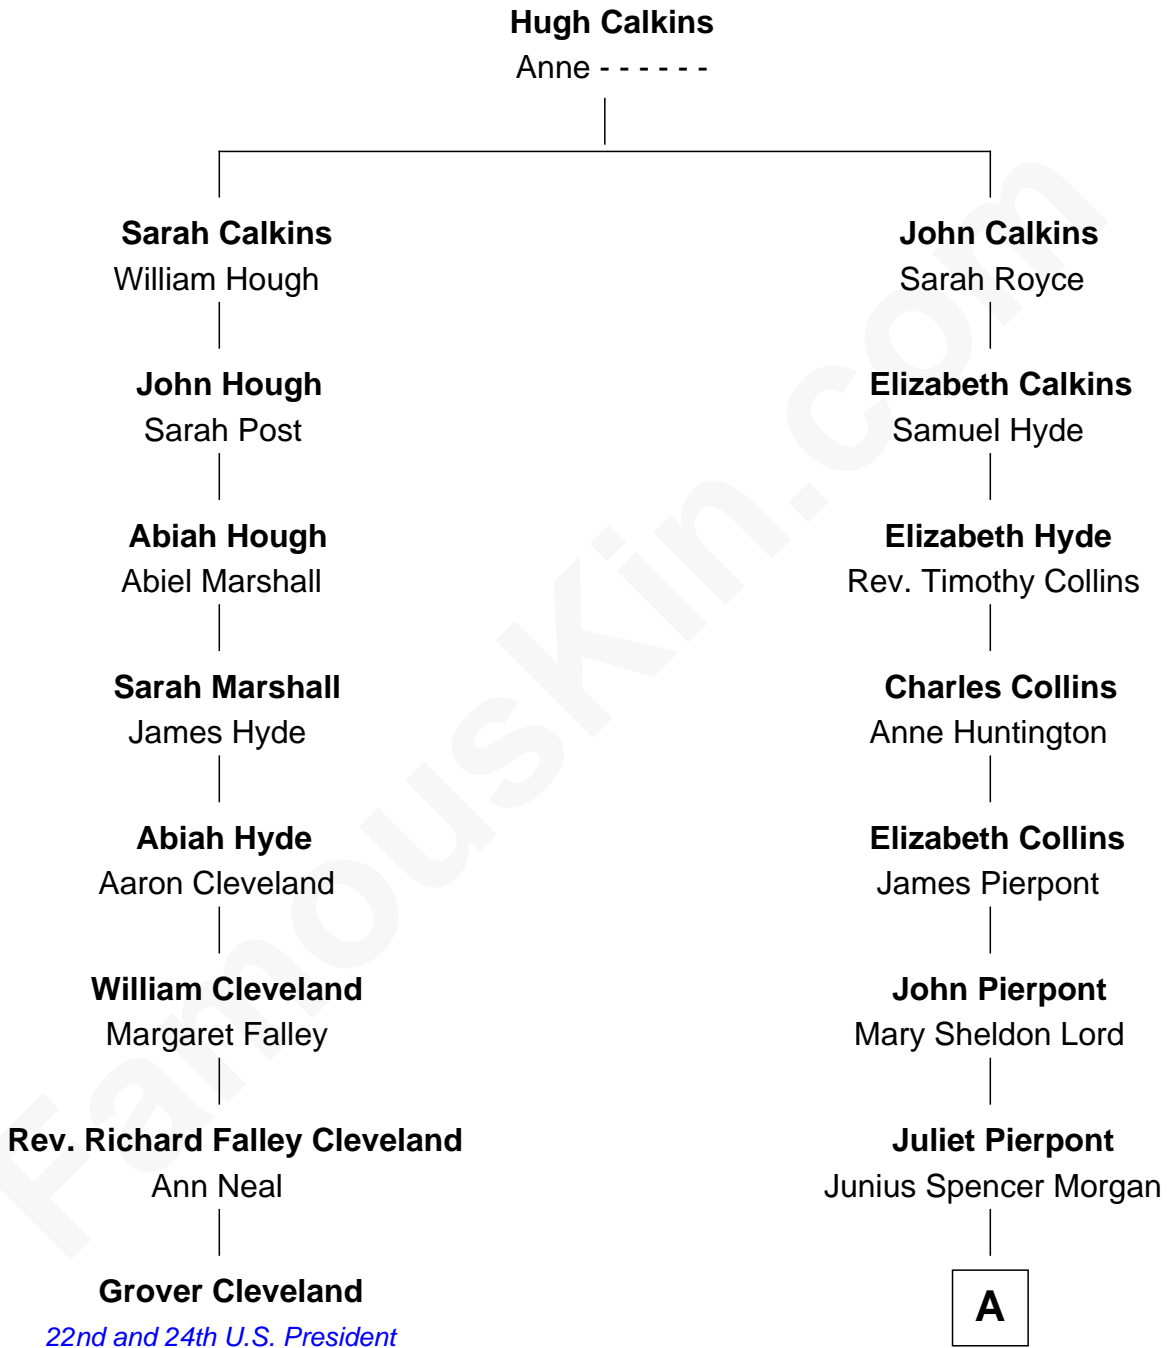 Hugh Calkins
Anne - - - - - -
Sarah Calkins
William Hough
John Calkins
Sarah Royce
John Hough
Sarah Post
Elizabeth Calkins
Samuel Hyde
Abiah Hough
Abiel Marshall
Elizabeth Hyde
Rev. Timothy Collins
Sarah Marshall
James Hyde
Charles Collins
Anne Huntington
Abiah Hyde
Aaron Cleveland
Elizabeth Collins
James Pierpont
William Cleveland
Margaret Falley
John Pierpont
Mary Sheldon Lord
Rev. Richard Falley Cleveland
Ann Neal
Juliet Pierpont
Junius Spencer Morgan
Grover Cleveland
22nd and 24th U.S. President
A
FamousKin.com